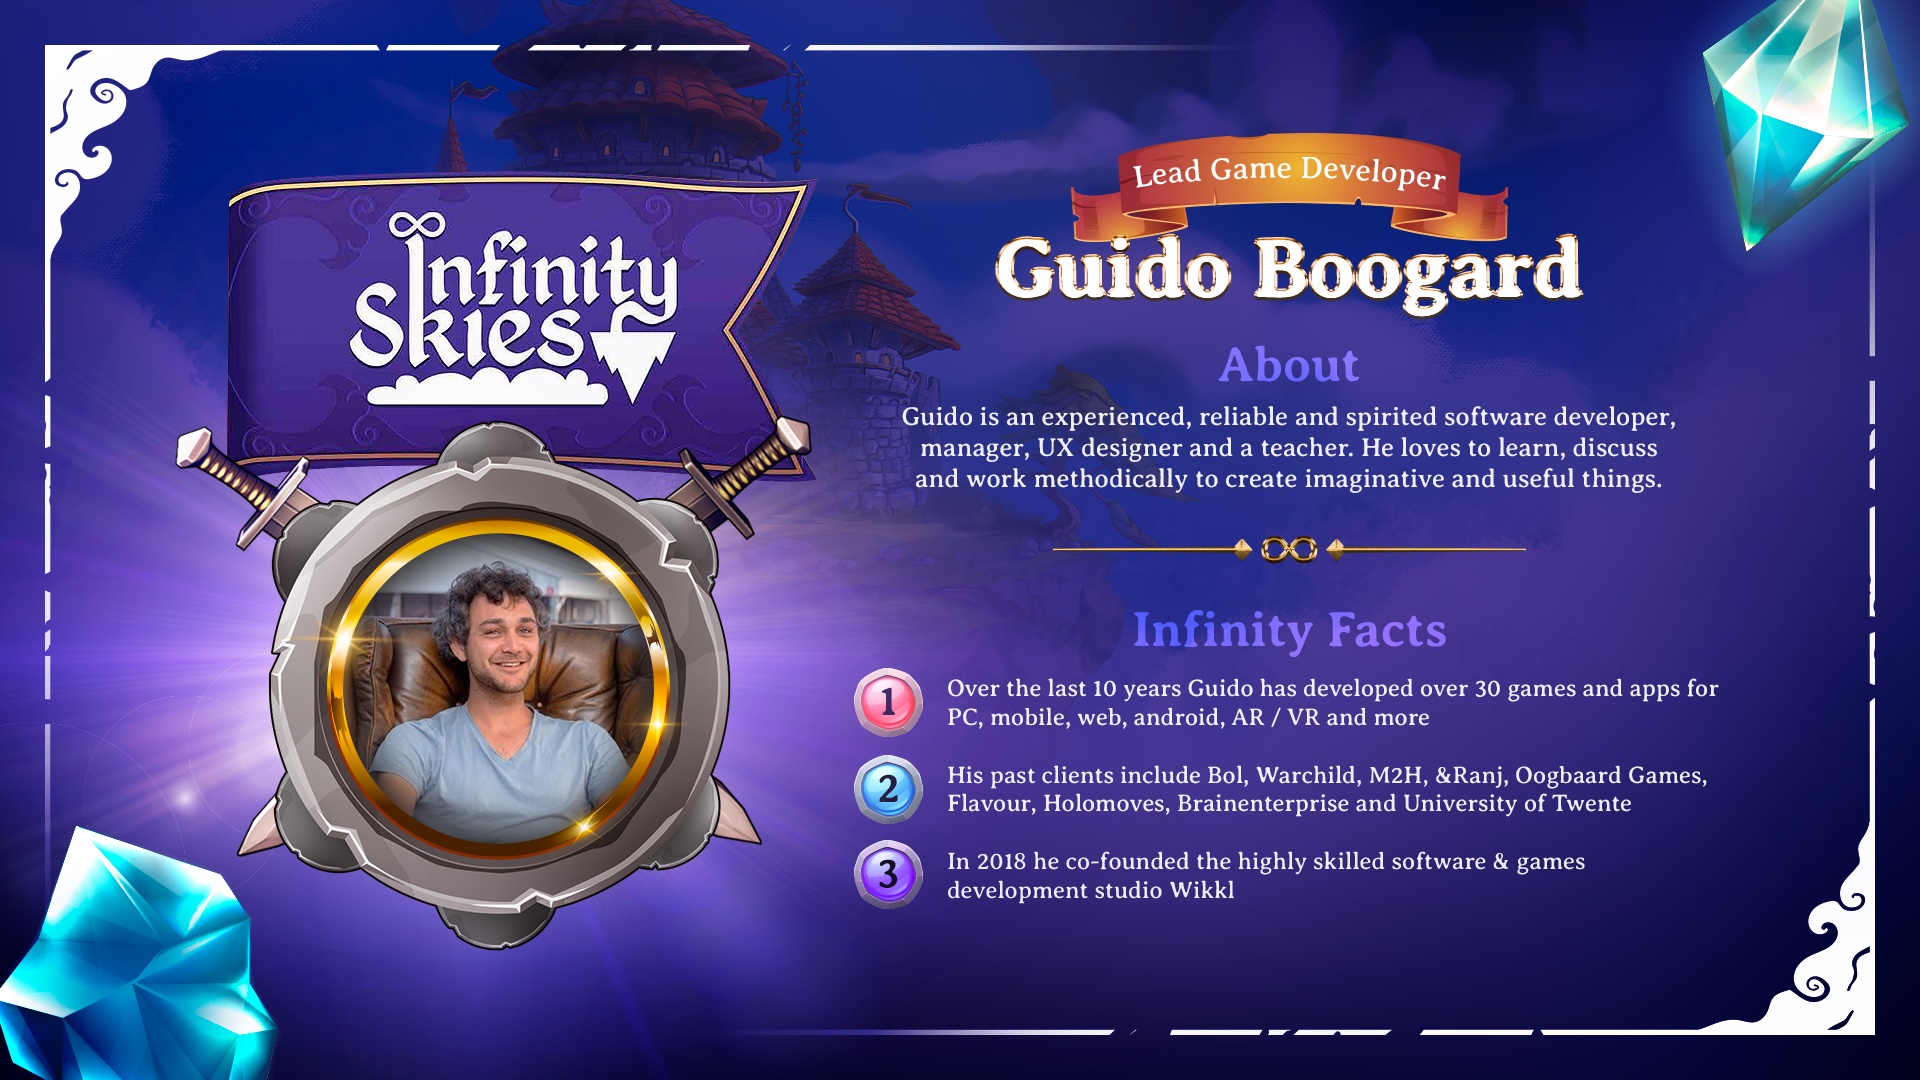 Infinity
Skies
Lead Game Developer
Guido Boogard
About
Guido is an experienced, reliable and spirited software developer,
manager, UX designer and a teacher. He loves to learn, discuss
and work methodically to create imaginative and useful things.
Infinity Facts
1
Over the last 10 years Guido has developed over 30 games and apps for
PC, mobile, web, android, AR / VR and more
2
His past clients include Bol, Warchild, M2H, &Ranj, Oogbaard Games,
Flavour, Holomoves, Brainenterprise and University of Twente
3
In 2018 he co-founded the highly skilled software & games
development studio Wikkl